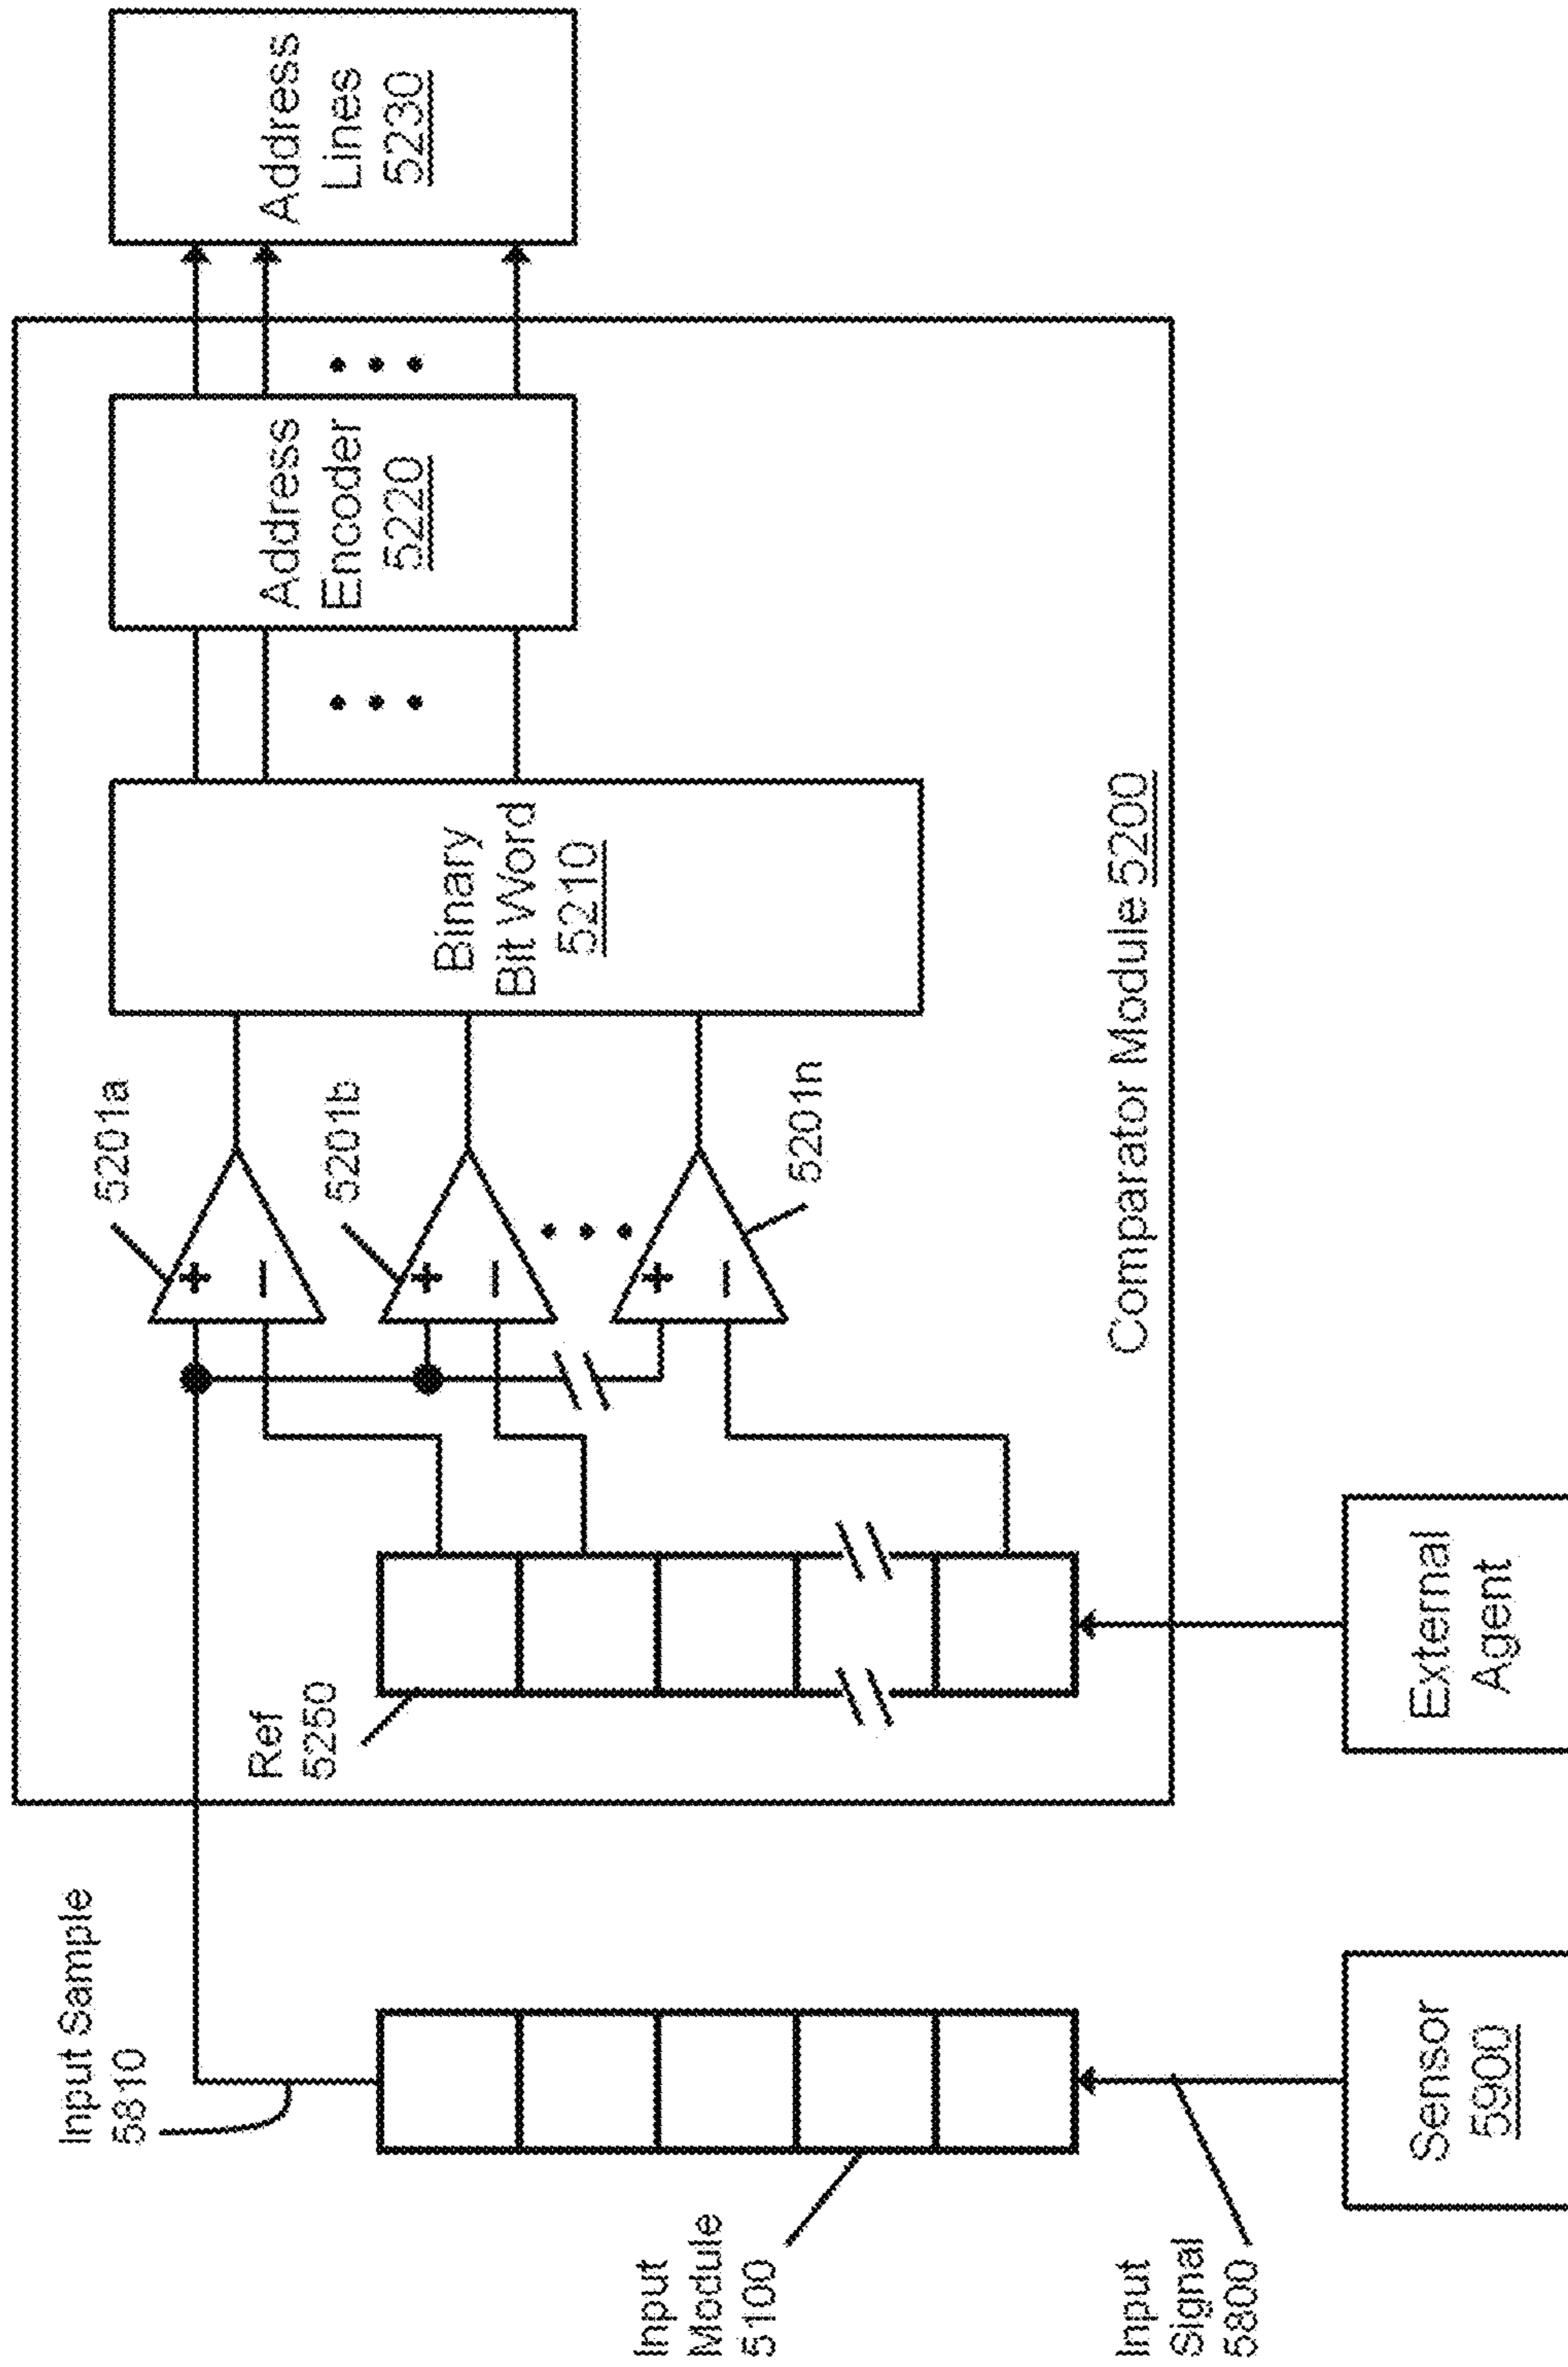 Input Sample
5810
Input
Module
5100
Input
Signal
5800
Sensor
5900
Ref
5250
External
Agent
5201a
+
−
5201b
+
−
5201n
+
−
Binary
Bit Word
5210
Address
Encoder
5220
Address
Lines
5230
Comparator Module 5200